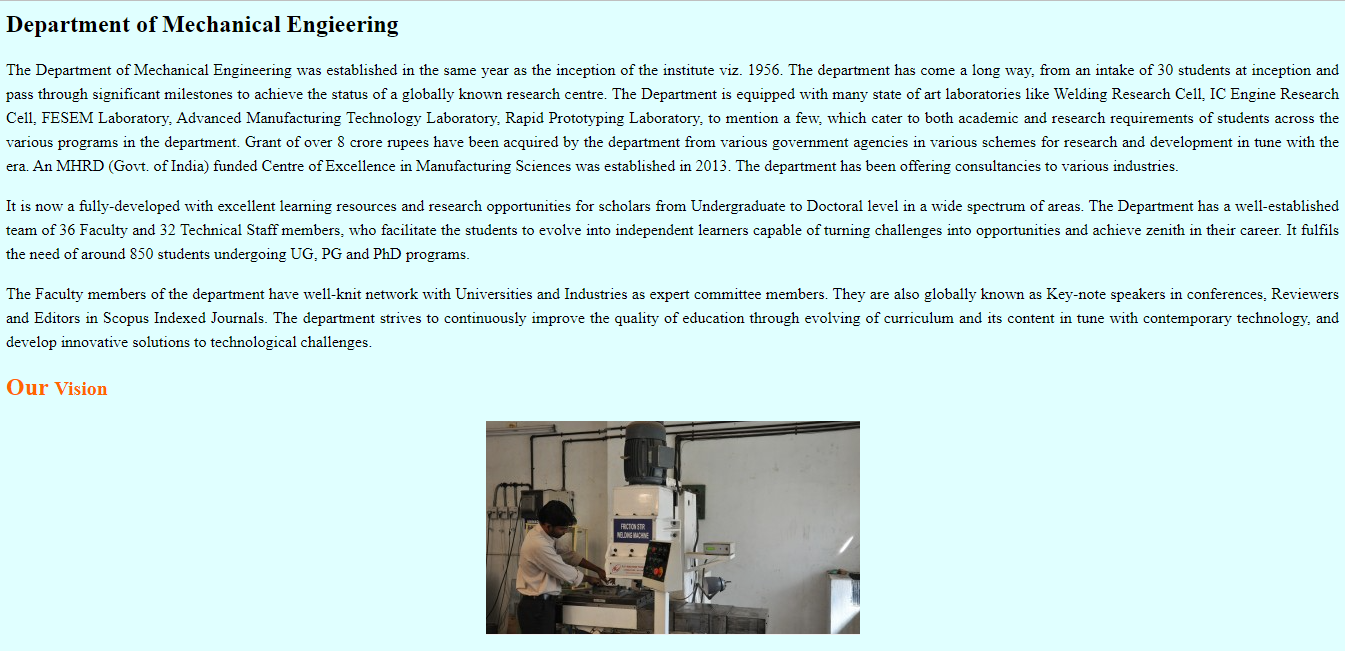 Department of Mechanical Engieering
The Department of Mechanical Engineering was established in the same year as the inception of the institute viz. 1956. The department has come a long way, from an intake of 30 students at inception and
pass through significant milestones to achieve the status of a globally known research centre. The Department is equipped with many state of art laboratories like Welding Research Cell, IC Engine Research
Cell, FESEM Laboratory, Advanced Manufacturing Technology Laboratory, Rapid Prototyping Laboratory, to mention a few, which cater to both academic and research requirements of students across the
various programs in the department. Grant of over 8 crore rupees have been acquired by the department from various government agencies in various schemes for research and development in tune with the
era. An MHRD (Govt. of India) funded Centre of Excellence in Manufacturing Sciences was established in 2013. The department has been offering consultancies to various industries.
It is now a fully-developed with excellent learning resources and research opportunities for scholars from Undergraduate to Doctoral level in a wide spectrum of areas. The Department has a well-established
team of 36 Faculty and 32 Technical Staff members, who facilitate the students to evolve into independent learners capable of turning challenges into opportunities and achieve zenith in their career. It fulfils
the need of around 850 students undergoing UG, PG and PhD programs.
The Faculty members of the department have well-knit network with Universities and Industries as expert committee members. They are also globally known as Key-note speakers in conferences, Reviewers
and Editors in Scopus Indexed Journals. The department strives to continuously improve the quality of education through evolving of curriculum and its content in tune with contemporary technology, and
develop innovative solutions to technological challenges.
Our Vision
FRICTION STIR
WELDING MACHINE